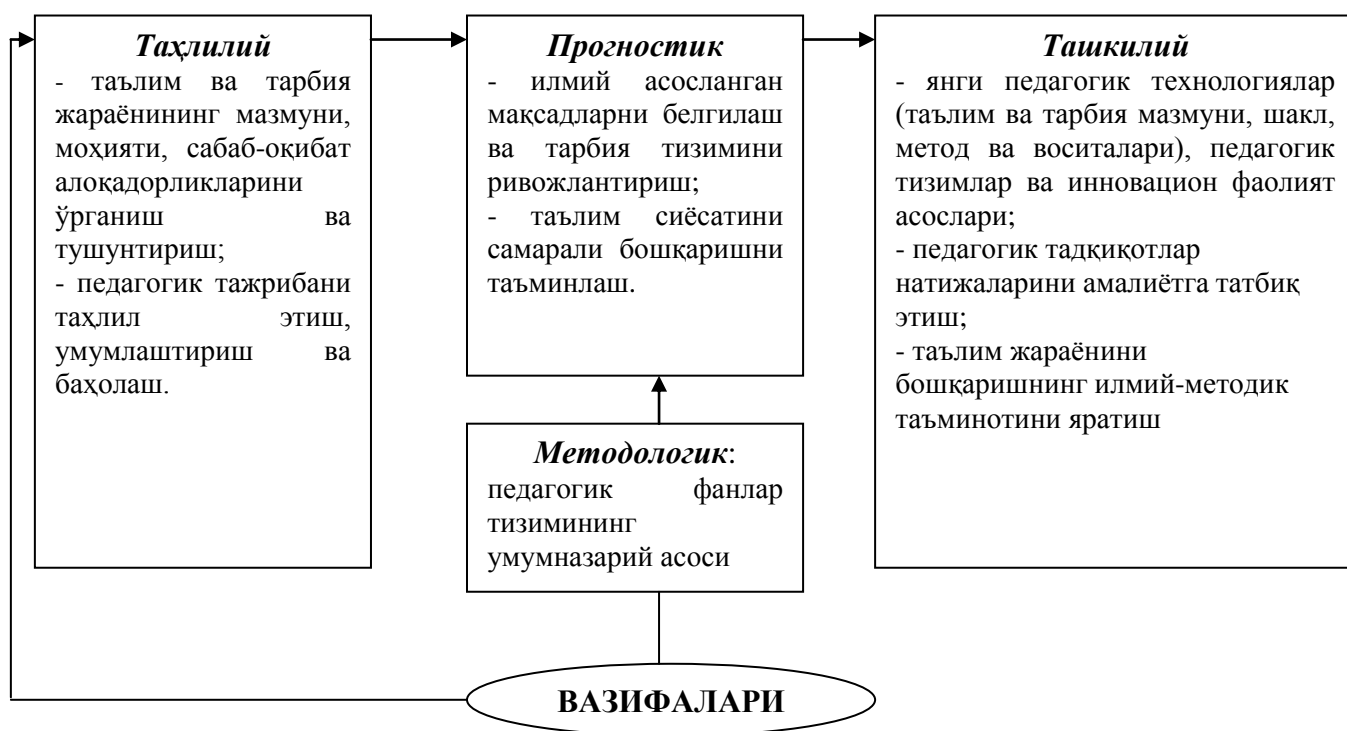 Таҳлилий
- таълим ва тарбия
жараёнининг мазмуни,
моҳияти, сабаб-оқибат
алоқадорликларини
ўрганиш ва
тушунтириш;
- педагогик тажрибани
таҳлил этиш,
умумлаштириш ва
баҳолаш.
Прогностик
- илмий асосланган
мақсадларни белгилаш
ва тарбия тизимини
ривожлантириш;
- таълим сиёсатини
самарали бошқаришни
таъминлаш.
Ташкилий
- янги педагогик технологиялар
(таълим ва тарбия мазмуни, шакл,
метод ва воситалари), педагогик
тизимлар ва инновацион фаолият
асослари;
- педагогик тадқиқотлар
натижаларини амалиётга татбиқ
этиш;
- таълим жараёнини
бошқаришнинг илмий-методик
таъминотини яратиш
Методологик:
педагогик фанлар
тизимининг
умумназарий асоси
ВАЗИФАЛАРИ